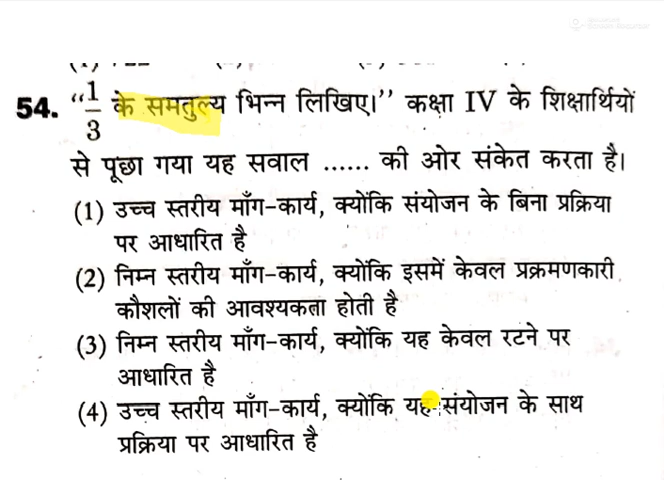 54. "1/3 के समतुल्य भिन्न लिखिए।" कक्षा IV के शिक्षार्थियों
से पूछा गया यह सवाल ...... की ओर संकेत करता है।
(1) उच्च स्तरीय माँग-कार्य, क्योंकि संयोजन के बिना प्रक्रिया
पर आधारित है
(2) निम्न स्तरीय माँग-कार्य, क्योंकि इसमें केवल प्रक्रमणकारी
कौशलों की आवश्यकता होती है
(3) निम्न स्तरीय माँग-कार्य, क्योंकि यह केवल रटने पर
आधारित है
(4) उच्च स्तरीय माँग-कार्य, क्योंकि यह संयोजन के साथ
प्रक्रिया पर आधारित है